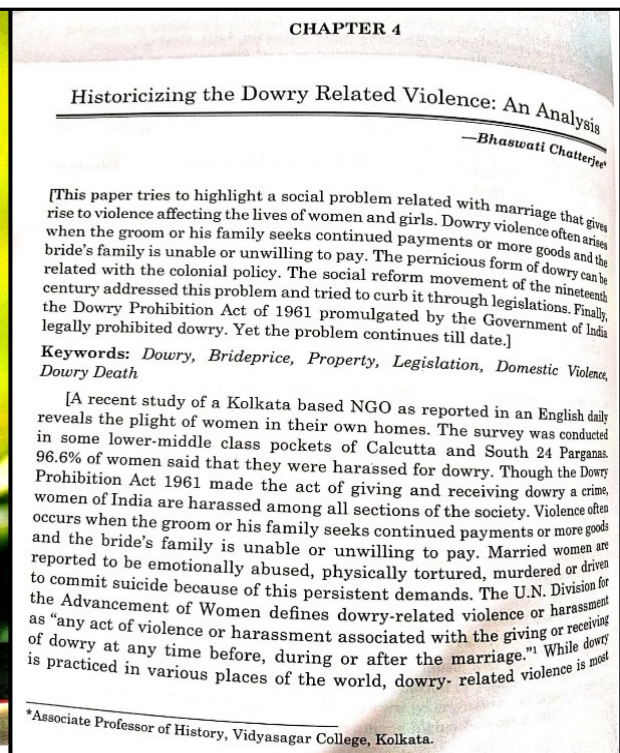 CHAPTER 4
Historicizing the Dowry Related Violence: An Analysis
—Bhaswati Chatterjee*
[This paper tries to highlight a social problem related with marriage that gives
rise to violence affecting the lives of women and girls. Dowry violence often arises
when the groom or his family seeks continued payments or more goods and the
bride's family is unable or unwilling to pay. The pernicious form of dowry can be
related with the colonial policy. The social reform movement of the nineteenth
century addressed this problem and tried to curb it through legislations. Finally,
the Dowry Prohibition Act of 1961 promulgated by the Government of India
legally prohibited dowry. Yet the problem continues till date.]
Keywords: Dowry, Brideprice, Property, Legislation, Domestic Violence,
Dowry Death
[A recent study of a Kolkata based NGO as reported in an English daily
reveals the plight of women in their own homes. The survey was conducted
in some lower-middle class pockets of Calcutta and South 24 Parganas.
96.6% of women said that they were harassed for dowry. Though the Dowry
Prohibition Act 1961 made the act of giving and receiving dowry a crime,
women of India are harassed among all sections of the society. Violence often
occurs when the groom or his family seeks continued payments or more goods
and the bride's family is unable or unwilling to pay. Married women are
reported to be emotionally abused, physically tortured, murdered or driven
to commit suicide because of this persistent demands. The U.N. Division for
the Advancement of Women defines dowry-related violence or harassment
as "any act of violence or harassment associated with the giving or receiving
of dowry at any time before, during or after the marriage."1 While dowry
is practiced in various places of the world, dowry- related violence is most
*Associate Professor of History, Vidyasagar College, Kolkata.